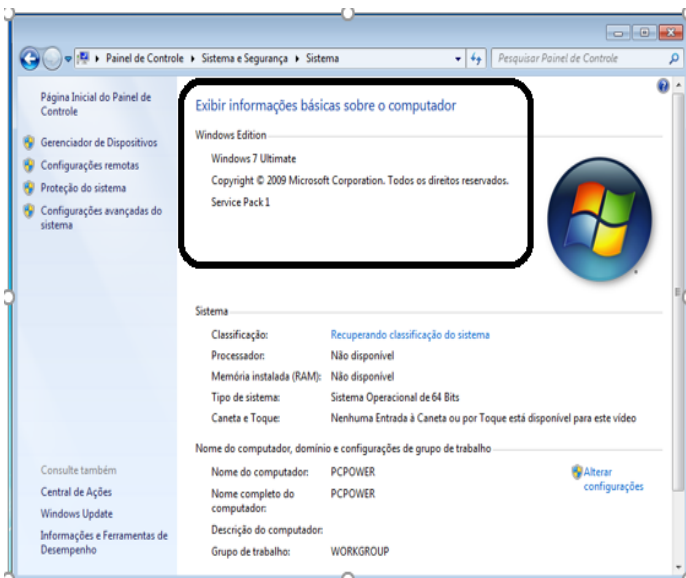 Painel de Controle ▸ Sistema e Segurança ▸ Sistema
Pesquisar Painel de Controle
Página Inicial do Painel de
Controle
Gerenciador de Dispositivos
Configurações remotas
Proteção do sistema
Configurações avançadas do
sistema
Exibir informações básicas sobre o computador
Windows Edition
Windows 7 Ultimate
Copyright © 2009 Microsoft Corporation. Todos os direitos reservados.
Service Pack 1
Sistema
Classificação: Recuperando classificação do sistema
Processador: Não disponível
Memória instalada (RAM): Não disponível
Tipo de sistema: Sistema Operacional de 64 Bits
Caneta e Toque: Nenhuma Entrada à Caneta ou por Toque está disponível para este vídeo
Nome do computador, domínio e configurações de grupo de trabalho
Nome do computador: PCPOWER
Nome completo do PCPOWER
computador:
Descrição do computador:
Grupo de trabalho: WORKGROUP
Alterar
configurações
Consulte também
Central de Ações
Windows Update
Informações e Ferramentas de
Desempenho